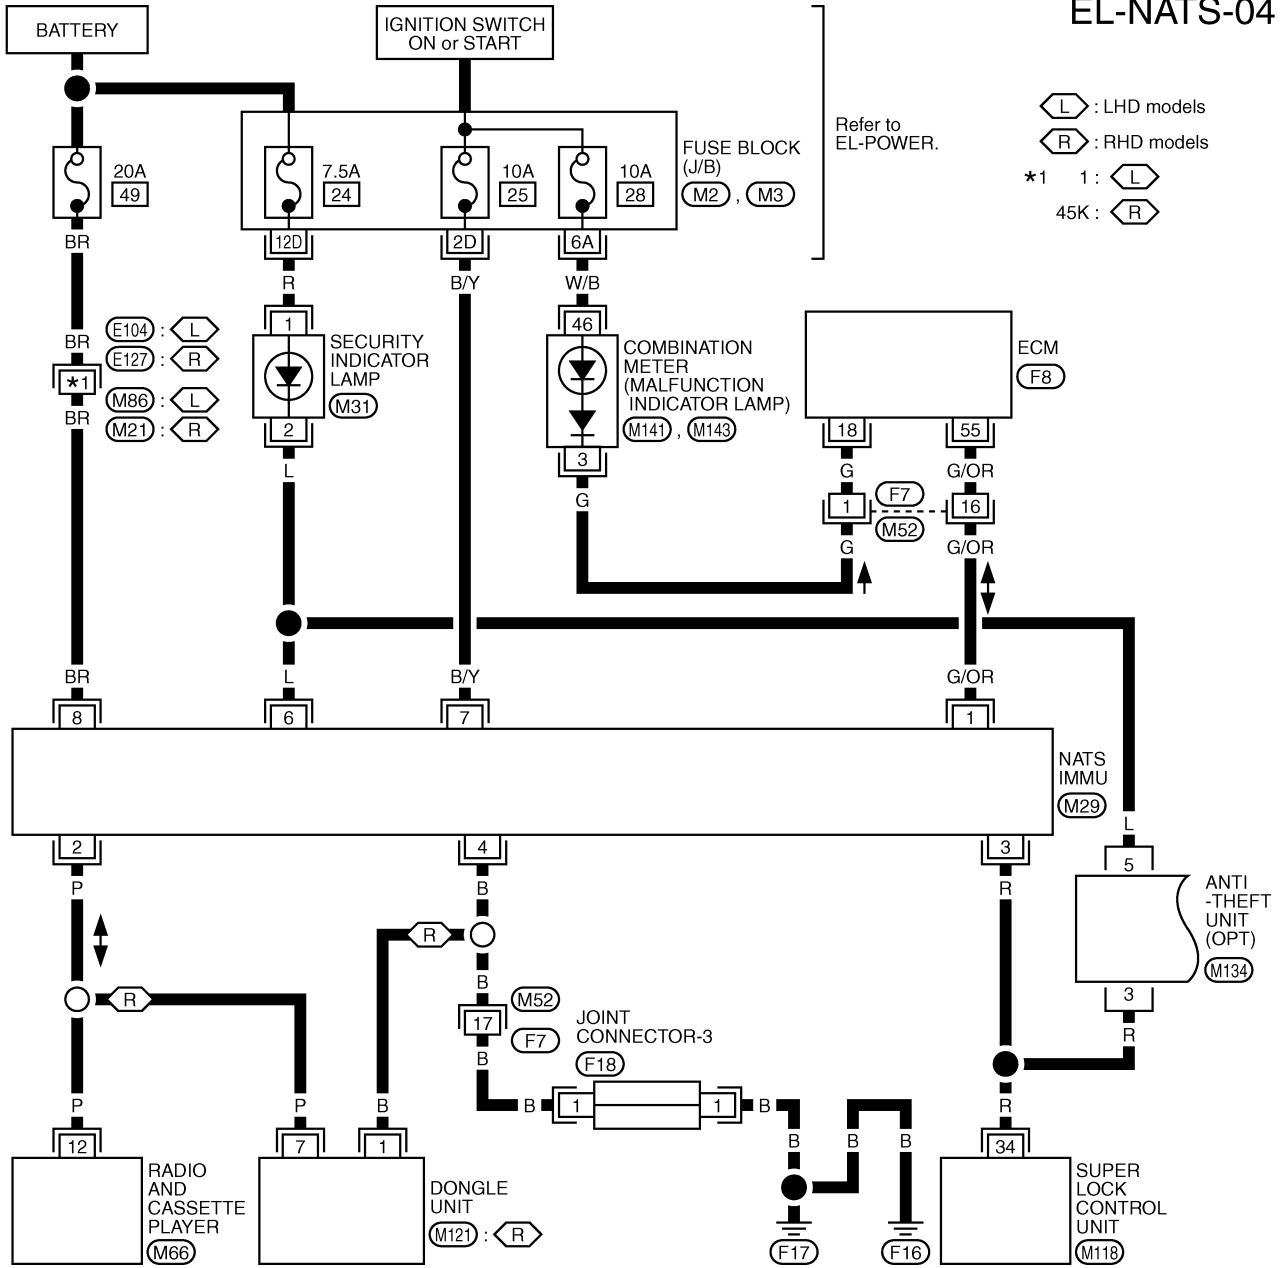 EL-NATS-04
BATTERY
IGNITION SWITCH
ON or START
L : LHD models
R : RHD models
*1 1 : L
45K : R
Refer to
EL-POWER.
FUSE BLOCK
(J/B)
M2 , M3
20A
49
7.5A
24
10A
25
10A
28
12D
2D
6A
BR
R
B/Y
W/B
BR
E104 : L
E127 : R
*1
M86 : L
M21 : R
BR
1
SECURITY
INDICATOR
LAMP
M31
2
L
46
COMBINATION
METER
(MALFUNCTION
INDICATOR LAMP)
M141 , M143
3
G
ECM
F8
18
55
G
G/OR
1
F7
M52
16
G
G/OR
BR
L
B/Y
G/OR
8
6
7
1
NATS
IMMU
M29
2
4
3
P
B
R
L
5
ANTI
-THEFT
UNIT
(OPT)
M134
3
R
R
B
R
17
M52
F7
B
JOINT
CONNECTOR-3
F18
B
1
1
B
B
B
B
P
P
B
R
12
7
1
34
RADIO
AND
CASSETTE
PLAYER
M66
DONGLE
UNIT
M121 : R
F17
F16
SUPER
LOCK
CONTROL
UNIT
M118